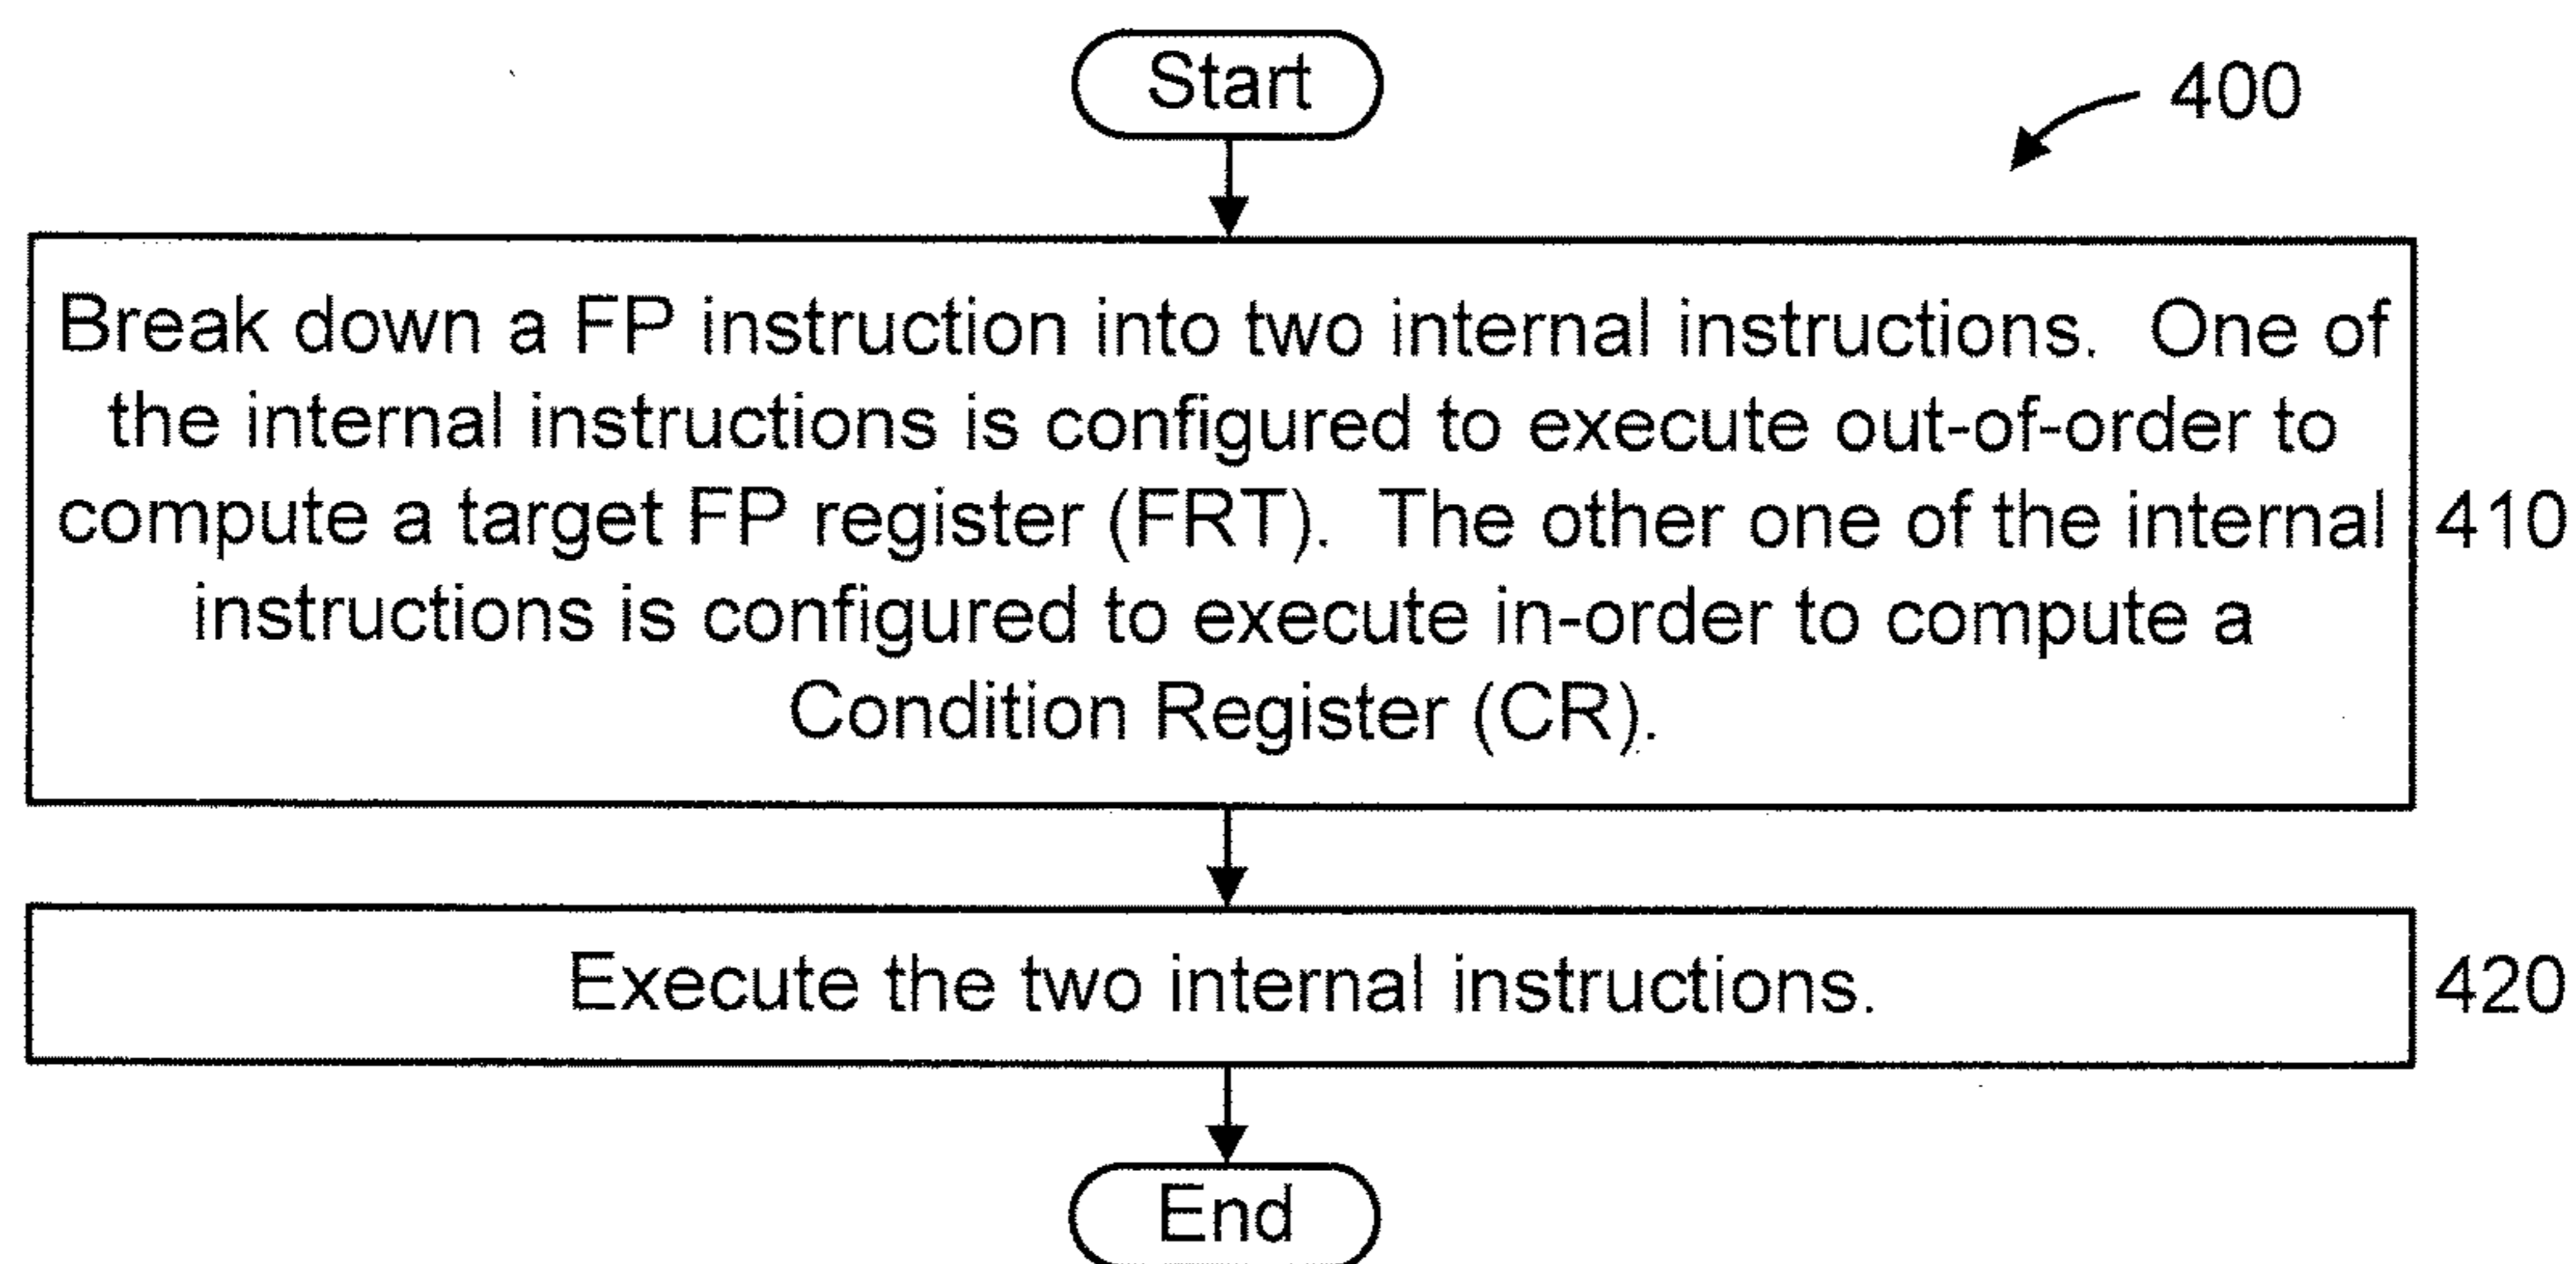 Start
400
Break down a FP instruction into two internal instructions. One of
the internal instructions is configured to execute out-of-order to
compute a target FP register (FRT). The other one of the internal
instructions is configured to execute in-order to compute a
Condition Register (CR).
410
Execute the two internal instructions.
420
End